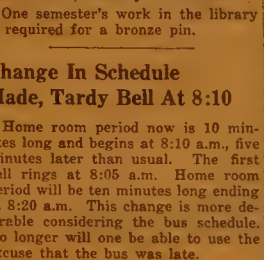 One semester's work in the library
required for a bronze pin.
hange In Schedule
ade, Tardy Bell At 8:10
Home room period now is 10 min-
es long and begins at 8:10 a.m., five
inutes later than usual. The first
ell rings at 8:05 a.m. Home room
eriod will be ten minutes long ending
8:20 a.m. This change is more de-
rable considering the bus schedule.
o longer will one be able to use the
xcuse that the bus was late.